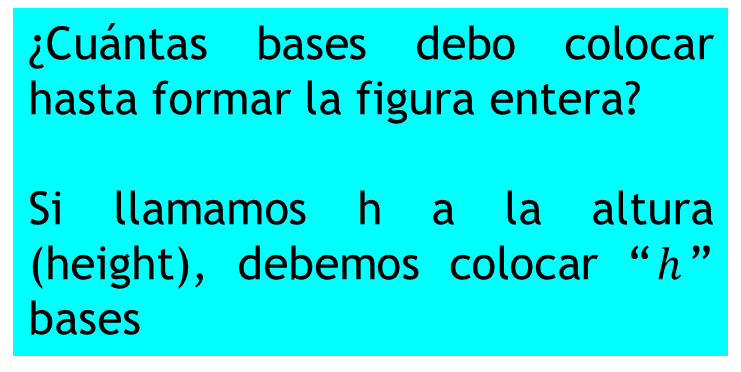 ¿Cuántas bases debo colocar
hasta formar la figura entera?
Si llamamos h a la altura
(height), debemos colocar “h”
bases